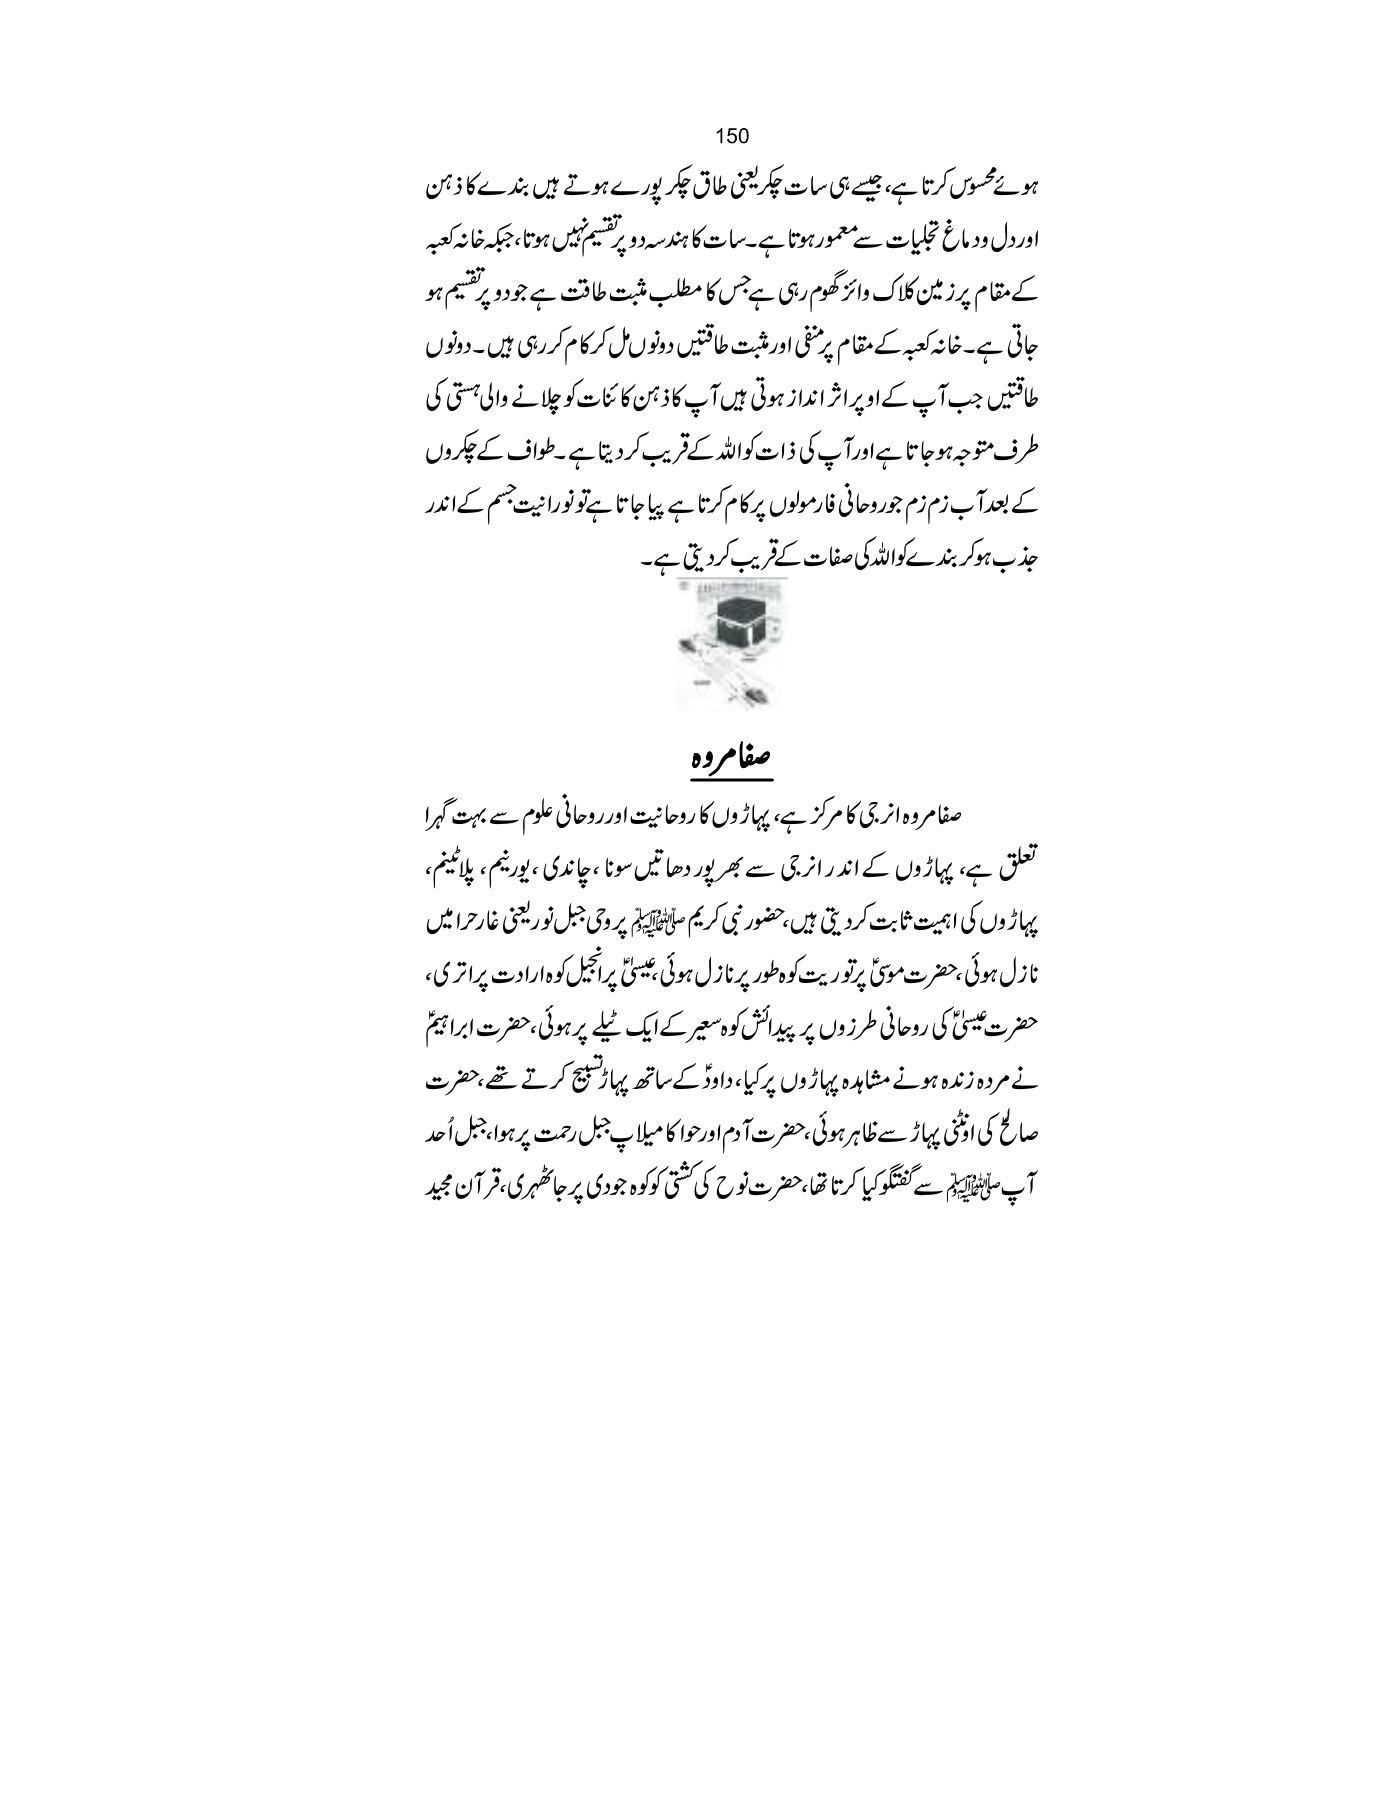 150
ہوئے محسوس کرتا ہے، جیسے ہی سات چکر یعنی طاق چکر پورے ہوتے ہیں بندے کا ذہن
اور دل ودماغ تجلیات سے معمور ہوتا ہے۔ سات کا ہندسہ دو پر تقسیم نہیں ہوتا، جبکہ خانہ کعبہ
کے مقام پر زمین کلاک وائز گھوم رہی ہے جس کا مطلب مثبت طاقت ہے جو دو پر تقسیم ہو
جاتی ہے۔ خانہ کعبہ کے مقام پر منفی اور مثبت طاقتیں دونوں مل کر کام کر رہی ہیں۔ دونوں
طاقتیں جب آپ کے اوپر اثر انداز ہوتی ہیں آپ کا ذہن کائنات کو چلانے والی ہستی کی
طرف متوجہ ہو جاتا ہے اور آپ کی ذات کو اللہ کے قریب کر دیتا ہے۔ طواف کے چکروں
کے بعد آب زم زم جو روحانی فارمولوں پر کام کرتا ہے پیا جاتا ہے تو نورانیت جسم کے اندر
جذب ہو کر بندے کو اللہ کی صفات کے قریب کر دیتی ہے۔
صفا مروہ
صفا مروہ انرجی کا مرکز ہے، پہاڑوں کا روحانیت اور روحانی علوم سے بہت گہرا
تعلق ہے، پہاڑوں کے اندر انرجی سے بھرپور دھاتیں سونا، چاندی، یورینیم، پلاٹینم،
پہاڑوں کی اہمیت ثابت کر دیتی ہیں، حضور نبی کریم ﷺ پر وحی جبل نور یعنی غار حرا میں
نازل ہوئی، حضرت موسیٰؑ پر توریت کوہ طور پر نازل ہوئی، عیسیٰؑ پر انجیل کوہ ارادت پر اتری،
حضرت عیسیٰؑ کی روحانی طرزوں پر پیدائش کوہ سعیر کے ایک ٹیلے پر ہوئی، حضرت ابراہیمؑ
نے مردہ زندہ ہونے مشاہدہ پہاڑوں پر کیا، داودؑ کے ساتھ پہاڑ تسبیح کرتے تھے، حضرت
صالحؑ کی اونٹنی پہاڑ سے ظاہر ہوئی، حضرت آدم اور حوا کا میلاپ جبل رحمت پر ہوا، جبل اُحد
آپ ﷺ سے گفتگو کیا کرتا تھا، حضرت نوح کی کشتی کو کوہ جودی پر جا ٹھہری، قرآن مجید